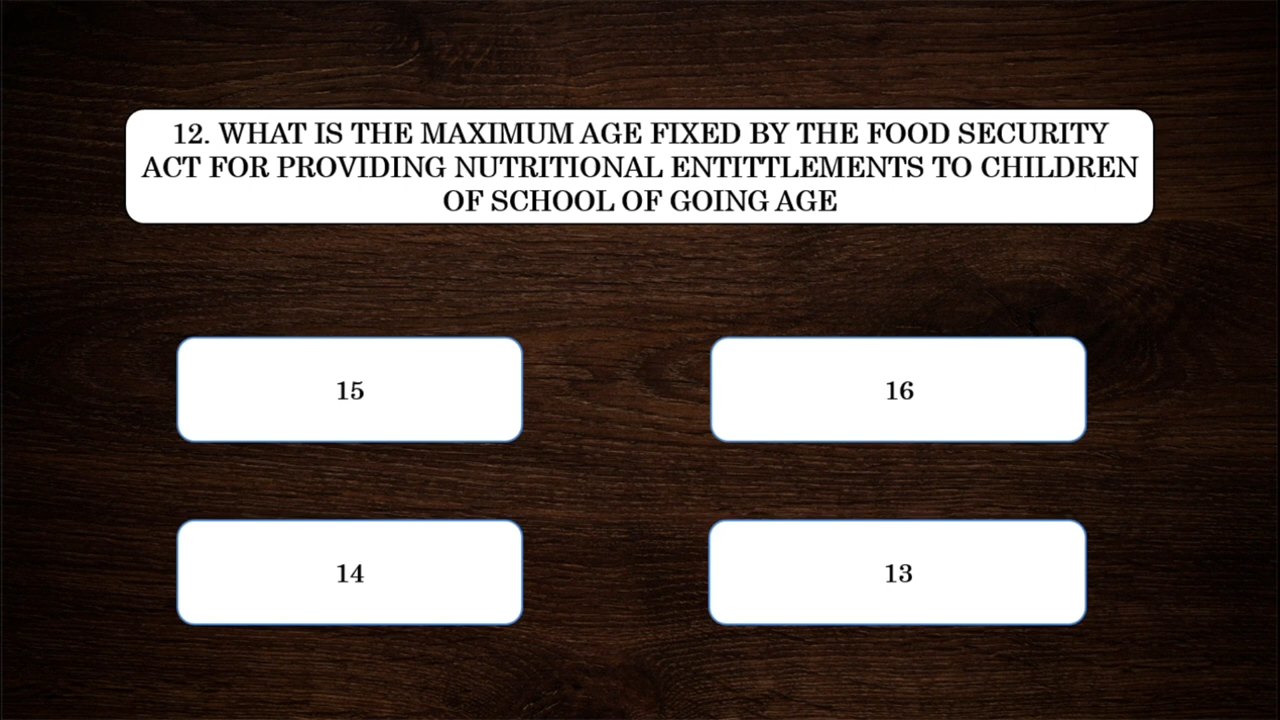 12. WHAT IS THE MAXIMUM AGE FIXED BY THE FOOD SECURITY
ACT FOR PROVIDING NUTRITIONAL ENTITTLEMENTS TO CHILDREN
OF SCHOOL OF GOING AGE
15
16
14
13